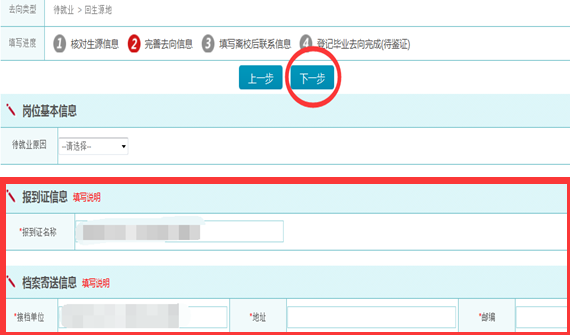 去向类型 待就业 > 回生源地
填写进度 1 核对生源信息 2 完善去向信息 3 填写离校后联系信息 4 登记毕业去向完成(待鉴证)
上一步 下一步
岗位基本信息
待就业原因 --请选择--
报到证信息 填写说明
*报到证名称
档案寄送信息 填写说明
*接档单位 *地址 *邮编